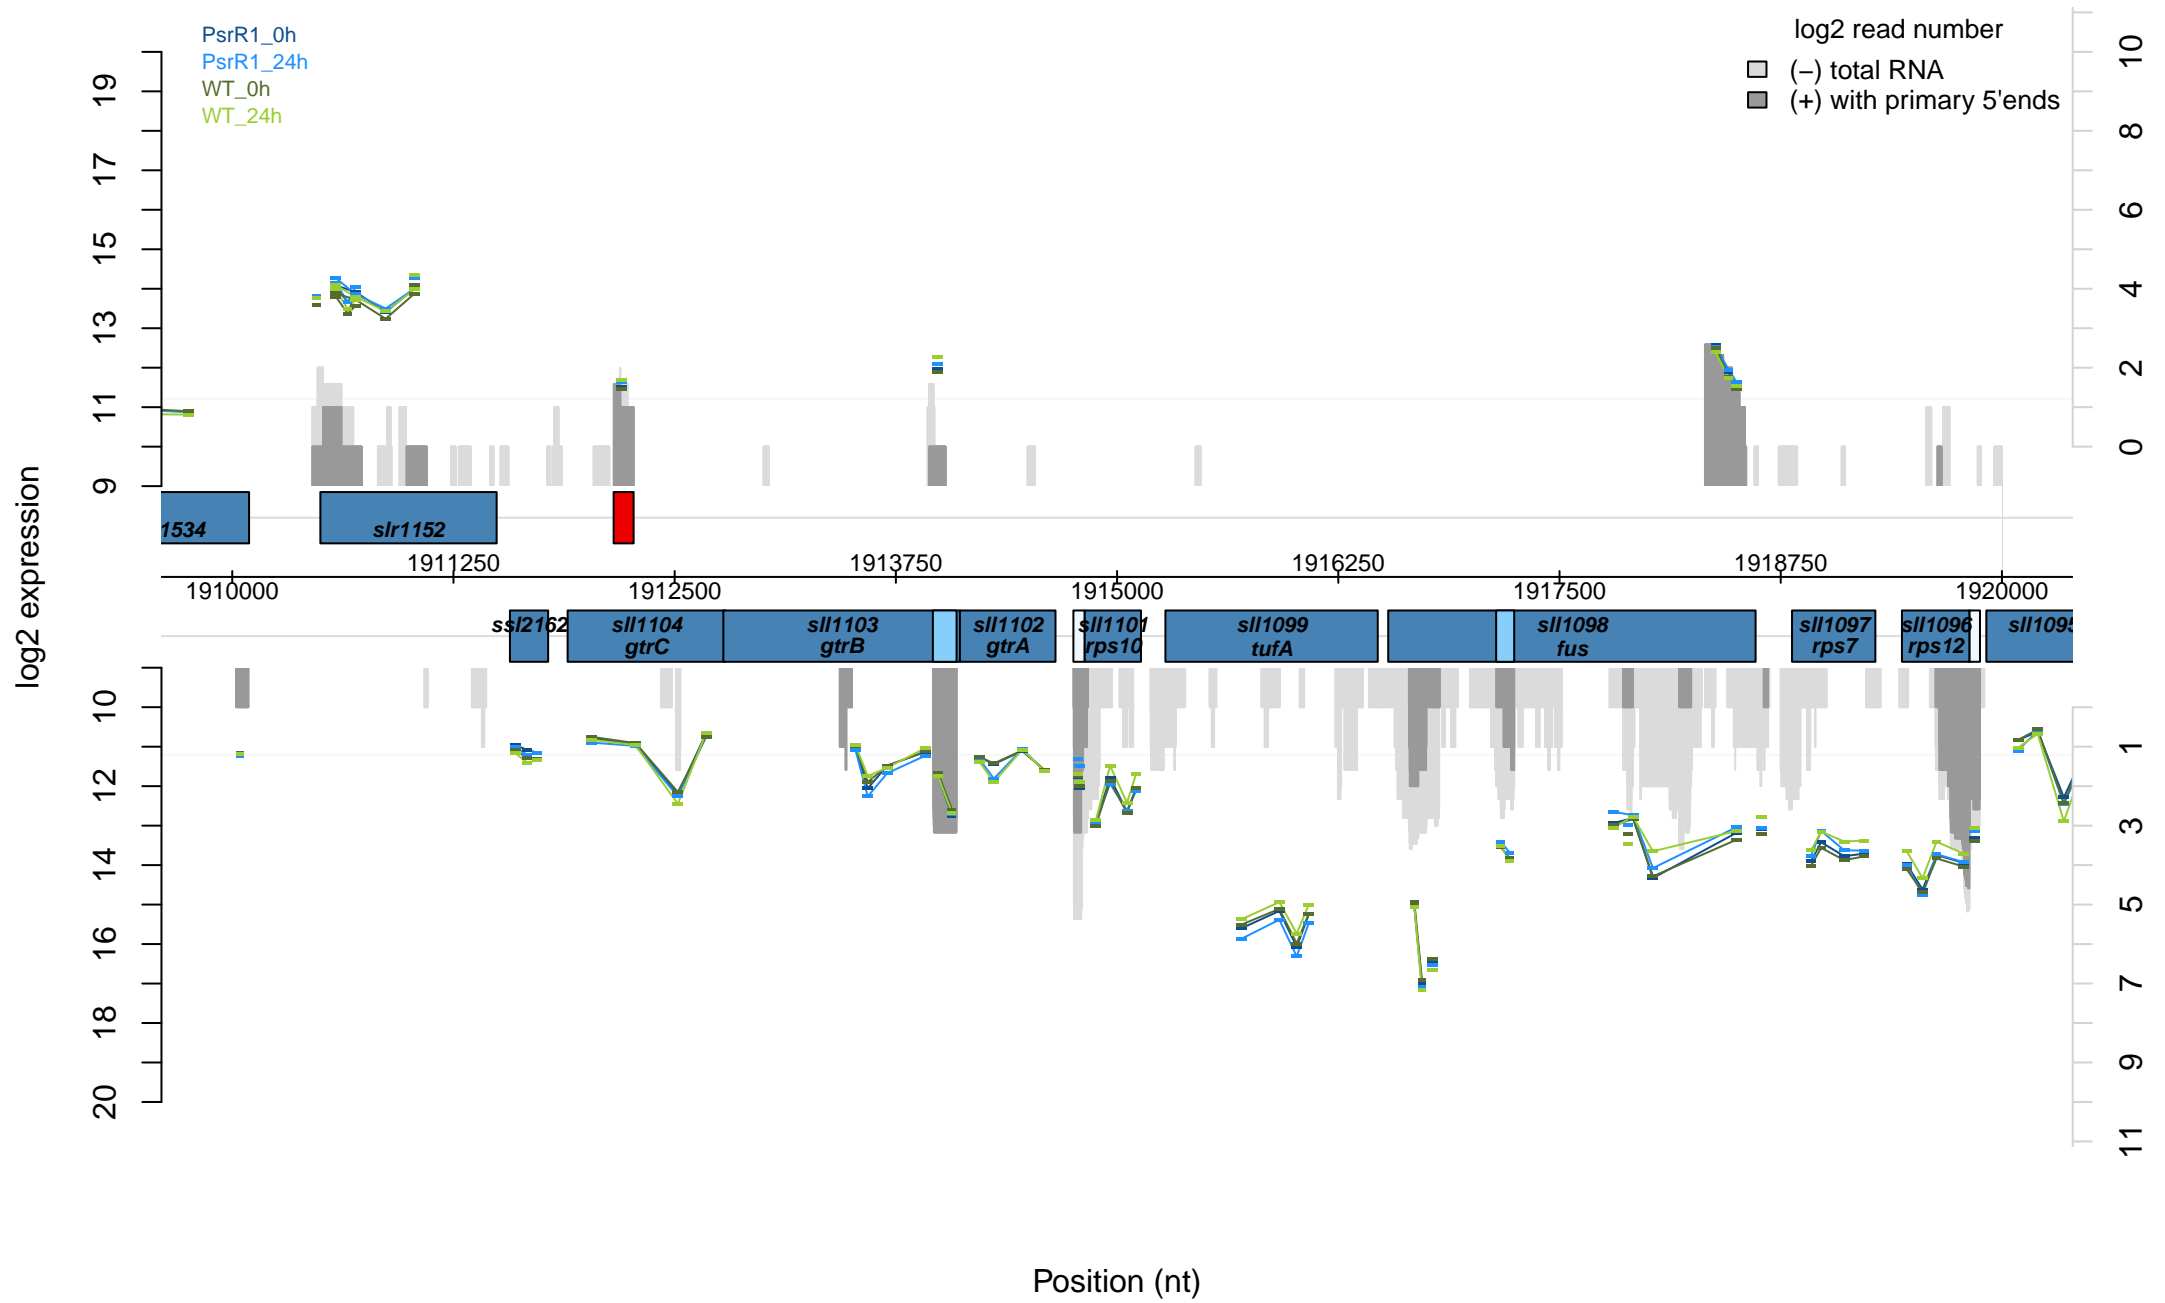 PsrR1_0h
PsrR1_24h
WT_0h
WT_24h
log2 read number
(−) total RNA
(+) with primary 5'ends
19
17
15
13
11
9
10
8
6
4
2
0
log2 expression
1534
slr1152
1911250
1913750
1916250
1918750
1910000
1912500
1915000
1917500
1920000
ssl2162
sll1104
gtrC
sll1103
gtrB
sll1102
gtrA
sll1101
rps10
sll1099
tufA
sll1098
fus
sll1097
rps7
sll1096
rps12
sll1095
10
12
14
16
18
20
1
3
5
7
9
11
Position (nt)